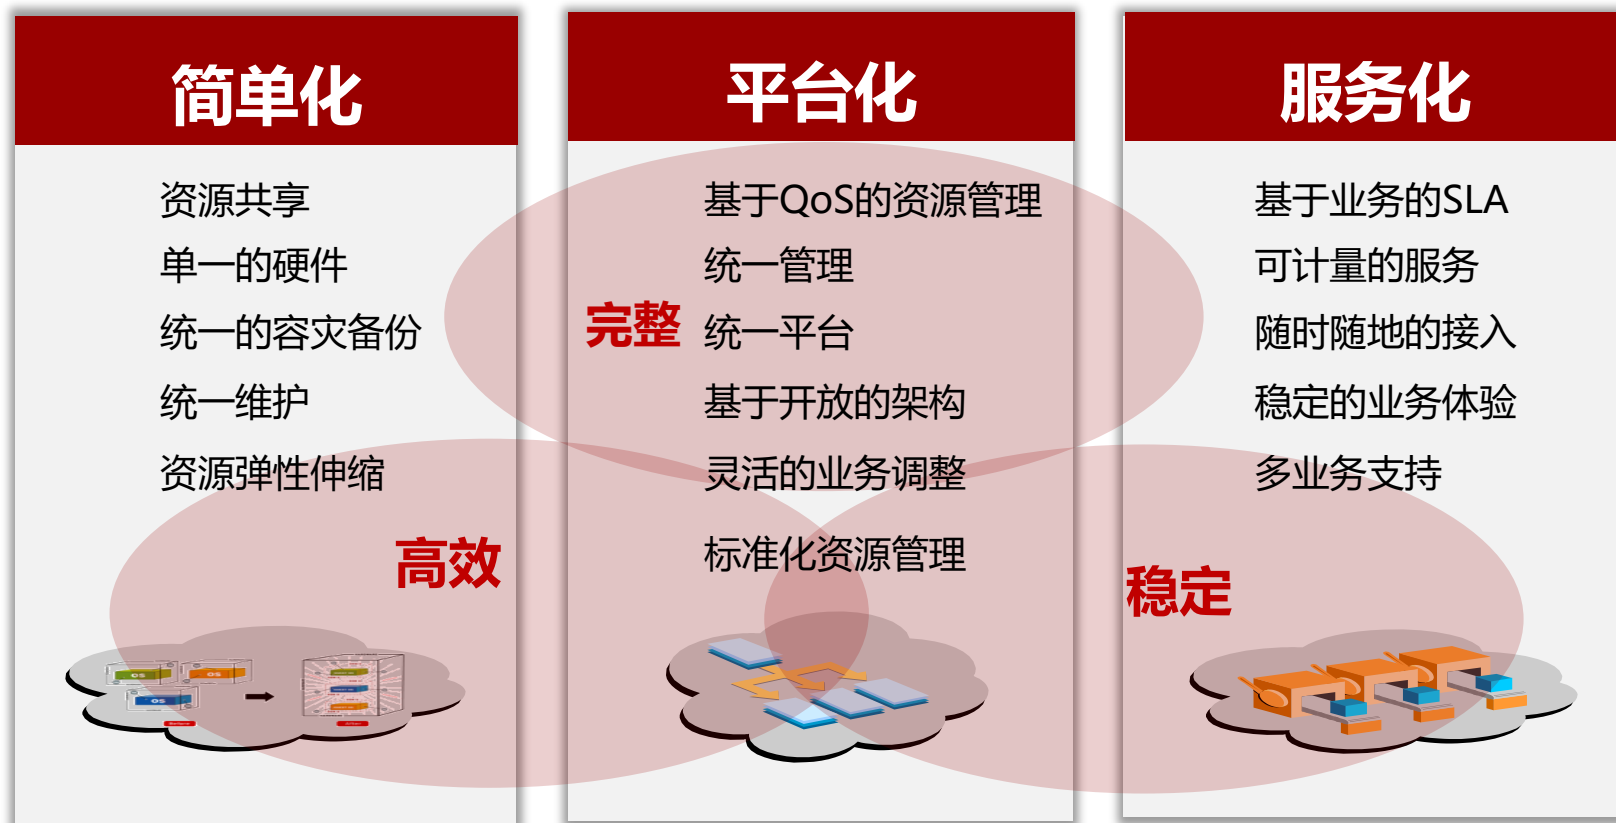 简单化
资源共享
单一的硬件
统一的容灾备份
统一维护
资源弹性伸缩
高效
OS
OS
OS
平台化
基于QoS的资源管理
统一管理
完整
统一平台
基于开放的架构
灵活的业务调整
标准化资源管理
服务化
基于业务的SLA
可计量的服务
随时随地的接入
稳定的业务体验
多业务支持
稳定